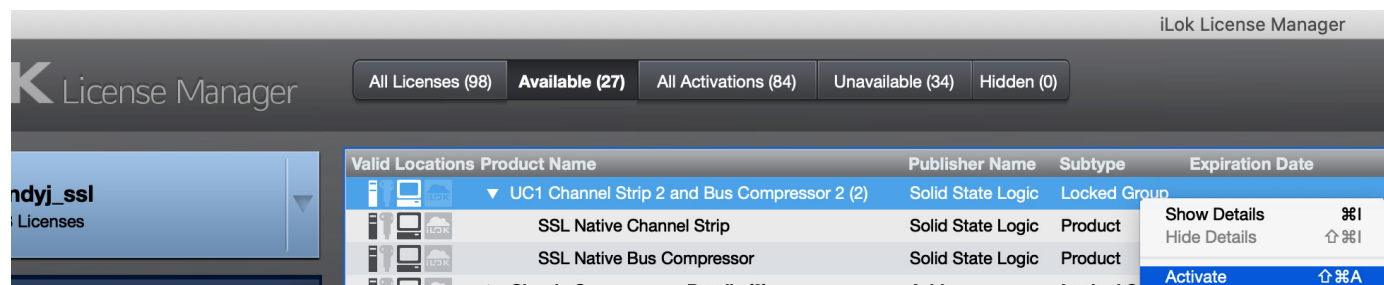 iLok License Manager
K License Manager
All Licenses (98) Available (27) All Activations (84) Unavailable (34) Hidden (0)
ndyj_ssl
Licenses
Valid Locations Product Name Publisher Name Subtype Expiration Date
▼ UC1 Channel Strip 2 and Bus Compressor 2 (2) Solid State Logic Locked Group
SSL Native Channel Strip Solid State Logic Product
SSL Native Bus Compressor Solid State Logic Product
Show Details ⌘I
Hide Details ⇧⌘I
Activate ⇧⌘A